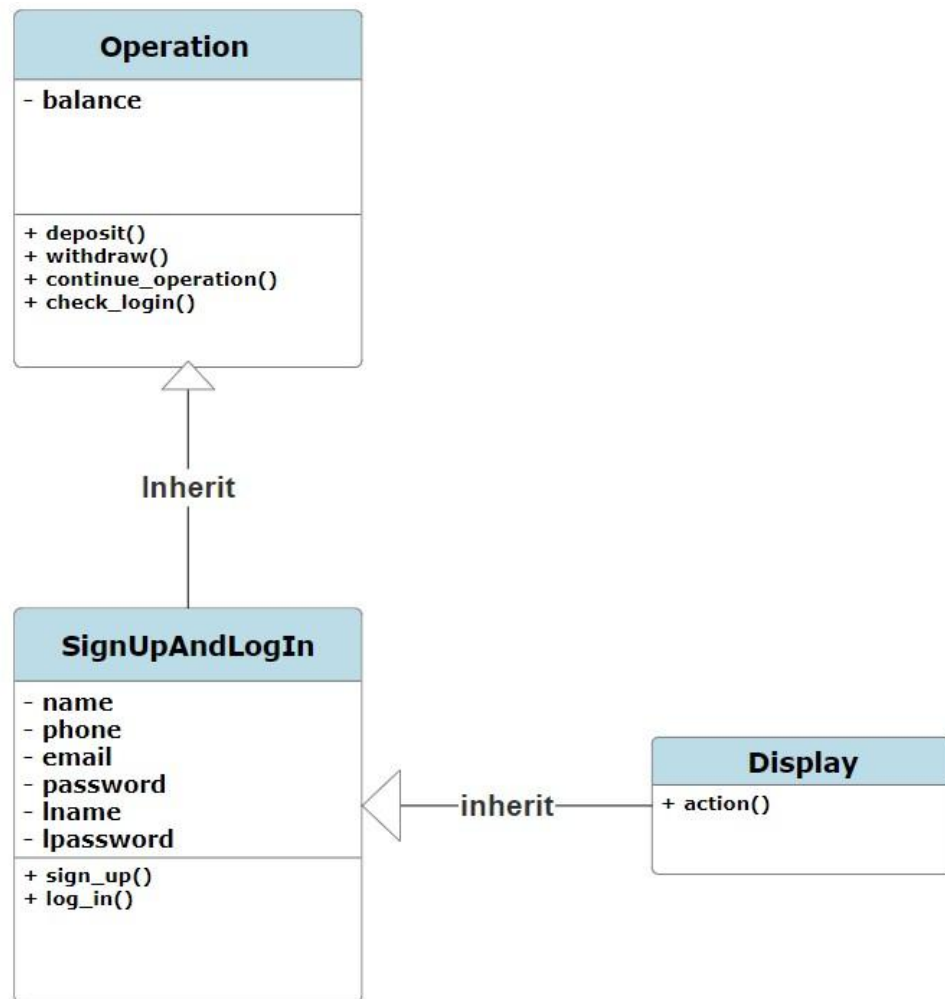 Operation
- balance
+ deposit()
+ withdraw()
+ continue_operation()
+ check_login()
Inherit
SignUpAndLogIn
- name
- phone
- email
- password
- lname
- lpassword
+ sign_up()
+ log_in()
inherit
Display
+ action()